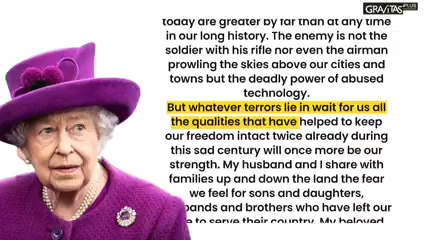 GRAVITAS PLUS
today are greater by far than at any time
in our long history. The enemy is not the
soldier with his rifle nor even the airman
prowling the skies above our cities and
towns but the deadly power of abused
technology.
But whatever terrors lie in wait for us all
the qualities that have helped to keep
our freedom intact twice already during
this sad century will once more be our
strength. My husband and I share with
families up and down the land the fear
we feel for sons and daughters,
bands and brothers who have left our
to serve their country. My beloved